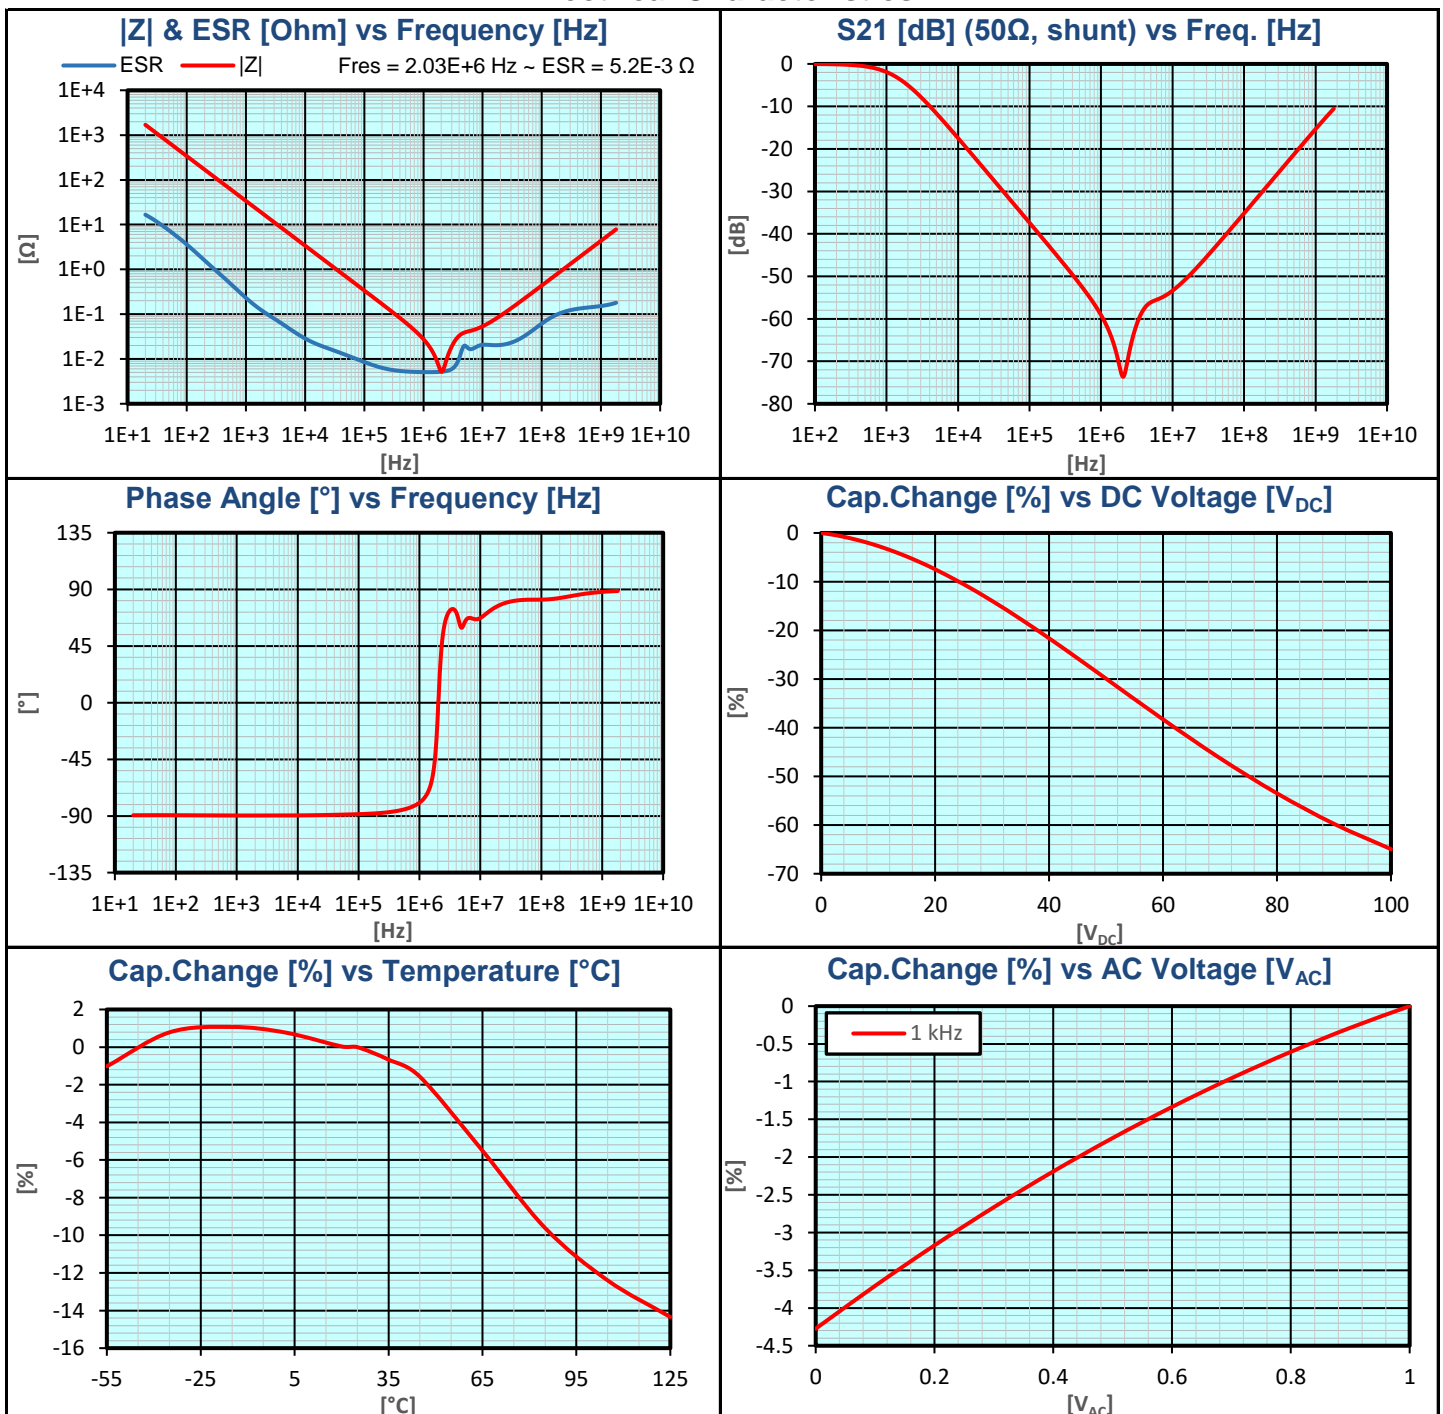 |Z| & ESR [Ohm] vs Frequency [Hz]
ESR |Z| Fres = 2.03E+6 Hz ~ ESR = 5.2E-3 Ω
1E+4
1E+3
1E+2
1E+1
1E+0
1E-1
1E-2
1E-3
[Ω]
1E+1 1E+2 1E+3 1E+4 1E+5 1E+6 1E+7 1E+8 1E+9 1E+10
[Hz]
S21 [dB] (50Ω, shunt) vs Freq. [Hz]
0
-10
-20
-30
-40
-50
-60
-70
-80
[dB]
1E+2 1E+3 1E+4 1E+5 1E+6 1E+7 1E+8 1E+9 1E+10
[Hz]
Phase Angle [°] vs Frequency [Hz]
135
90
45
0
-45
-90
-135
[°]
1E+1 1E+2 1E+3 1E+4 1E+5 1E+6 1E+7 1E+8 1E+9 1E+10
[Hz]
Cap.Change [%] vs DC Voltage [VDC]
0
-10
-20
-30
-40
-50
-60
-70
[%]
0 20 40 60 80 100
[VDC]
Cap.Change [%] vs Temperature [°C]
2
0
-2
-4
-6
-8
-10
-12
-14
-16
[%]
-55 -25 5 35 65 95 125
[°C]
Cap.Change [%] vs AC Voltage [VAC]
1 kHz
0
-0.5
-1
-1.5
-2
-2.5
-3
-3.5
-4
-4.5
[%]
0 0.2 0.4 0.6 0.8 1
[VAC]